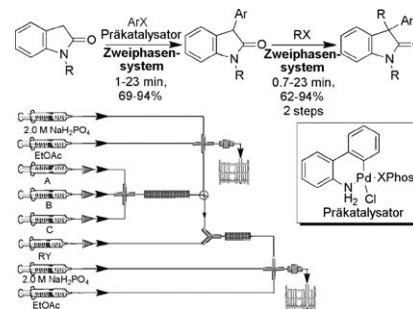 ArX
Präkatalysator
Zweiphasen-
system
1-23 min,
69-94%
RX
Zweiphasen-
system
0.7-23 min,
62-94%
2 steps
O
N
R
Ar
O
N
R
R
Ar
O
N
R
2.0 M NaH₂PO₄
EtOAc
A
B
C
RY
2.0 M NaH₂PO₄
EtOAc
Pd·XPhos
N
H₂
Cl
Präkatalysator